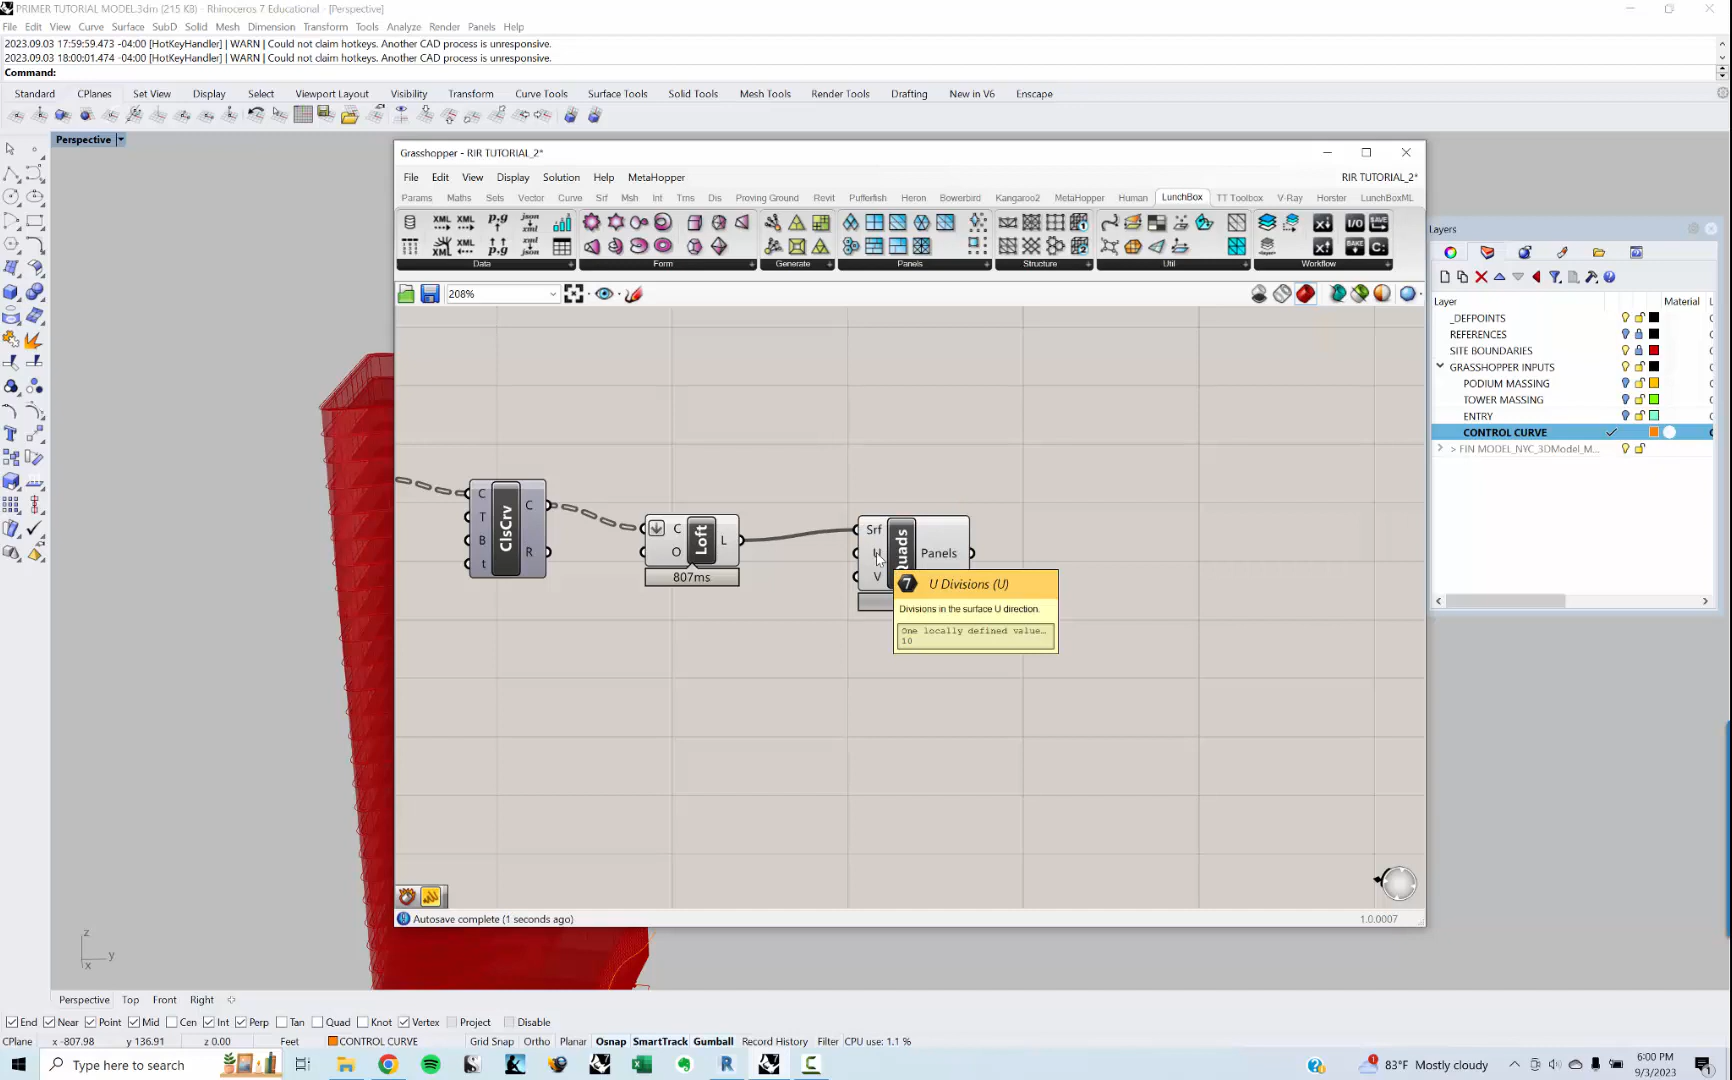 PRIMER TUTORIAL MODEL.3dm (215 KB) - Rhinoceros 7 Educational - [Perspective]
File Edit View Curve Surface SubD Solid Mesh Dimension Transform Tools Analyze Render Panels Help
2023.09.03 17:59:59.473 -04:00 [HotKeyHandler] | WARN | Could not claim hotkeys. Another CAD process is unresponsive.
2023.09.03 18:00:01.474 -04:00 [HotKeyHandler] | WARN | Could not claim hotkeys. Another CAD process is unresponsive.
Command:
Standard CPlanes Set View Display Select Viewport Layout Visibility Transform Curve Tools Surface Tools Solid Tools Mesh Tools Render Tools Drafting New in V6 Enscape
Perspective
Grasshopper - RIR TUTORIAL_2*
File Edit View Display Solution Help MetaHopper RIR TUTORIAL_2*
Params Maths Sets Vector Curve Srf Msh Int Trns Dis Proving Ground Revit Pufferfish Heron Bowerbird Kangaroo2 MetaHopper Human LunchBox TT Toolbox V-Ray Horster LunchBoxML
Data Form Generate Panels Structure Util Workflow
208%
Layers
Layer Material
_DEFPOINTS
REFERENCES
SITE BOUNDARIES
GRASSHOPPER INPUTS
PODIUM MASSING
TOWER MASSING
ENTRY
CONTROL CURVE
> FIN MODEL_NYC_3DModel_M...
C T B t ClsCrv C R
C O Loft L
807ms
Srf U V Quads Panels
U Divisions (U)
Divisions in the surface U direction.
One locally defined value…
10
Autosave complete (1 seconds ago) 1.0.0007
z
y
x
Perspective Top Front Right
End Near Point Mid Cen Int Perp Tan Quad Knot Vertex Project Disable
CPlane x -807.98 y 136.91 z 0.00 Feet CONTROL CURVE Grid Snap Ortho Planar Osnap SmartTrack Gumball Record History Filter CPU use: 1.1 %
Type here to search
83°F Mostly cloudy
6:00 PM
9/3/2023